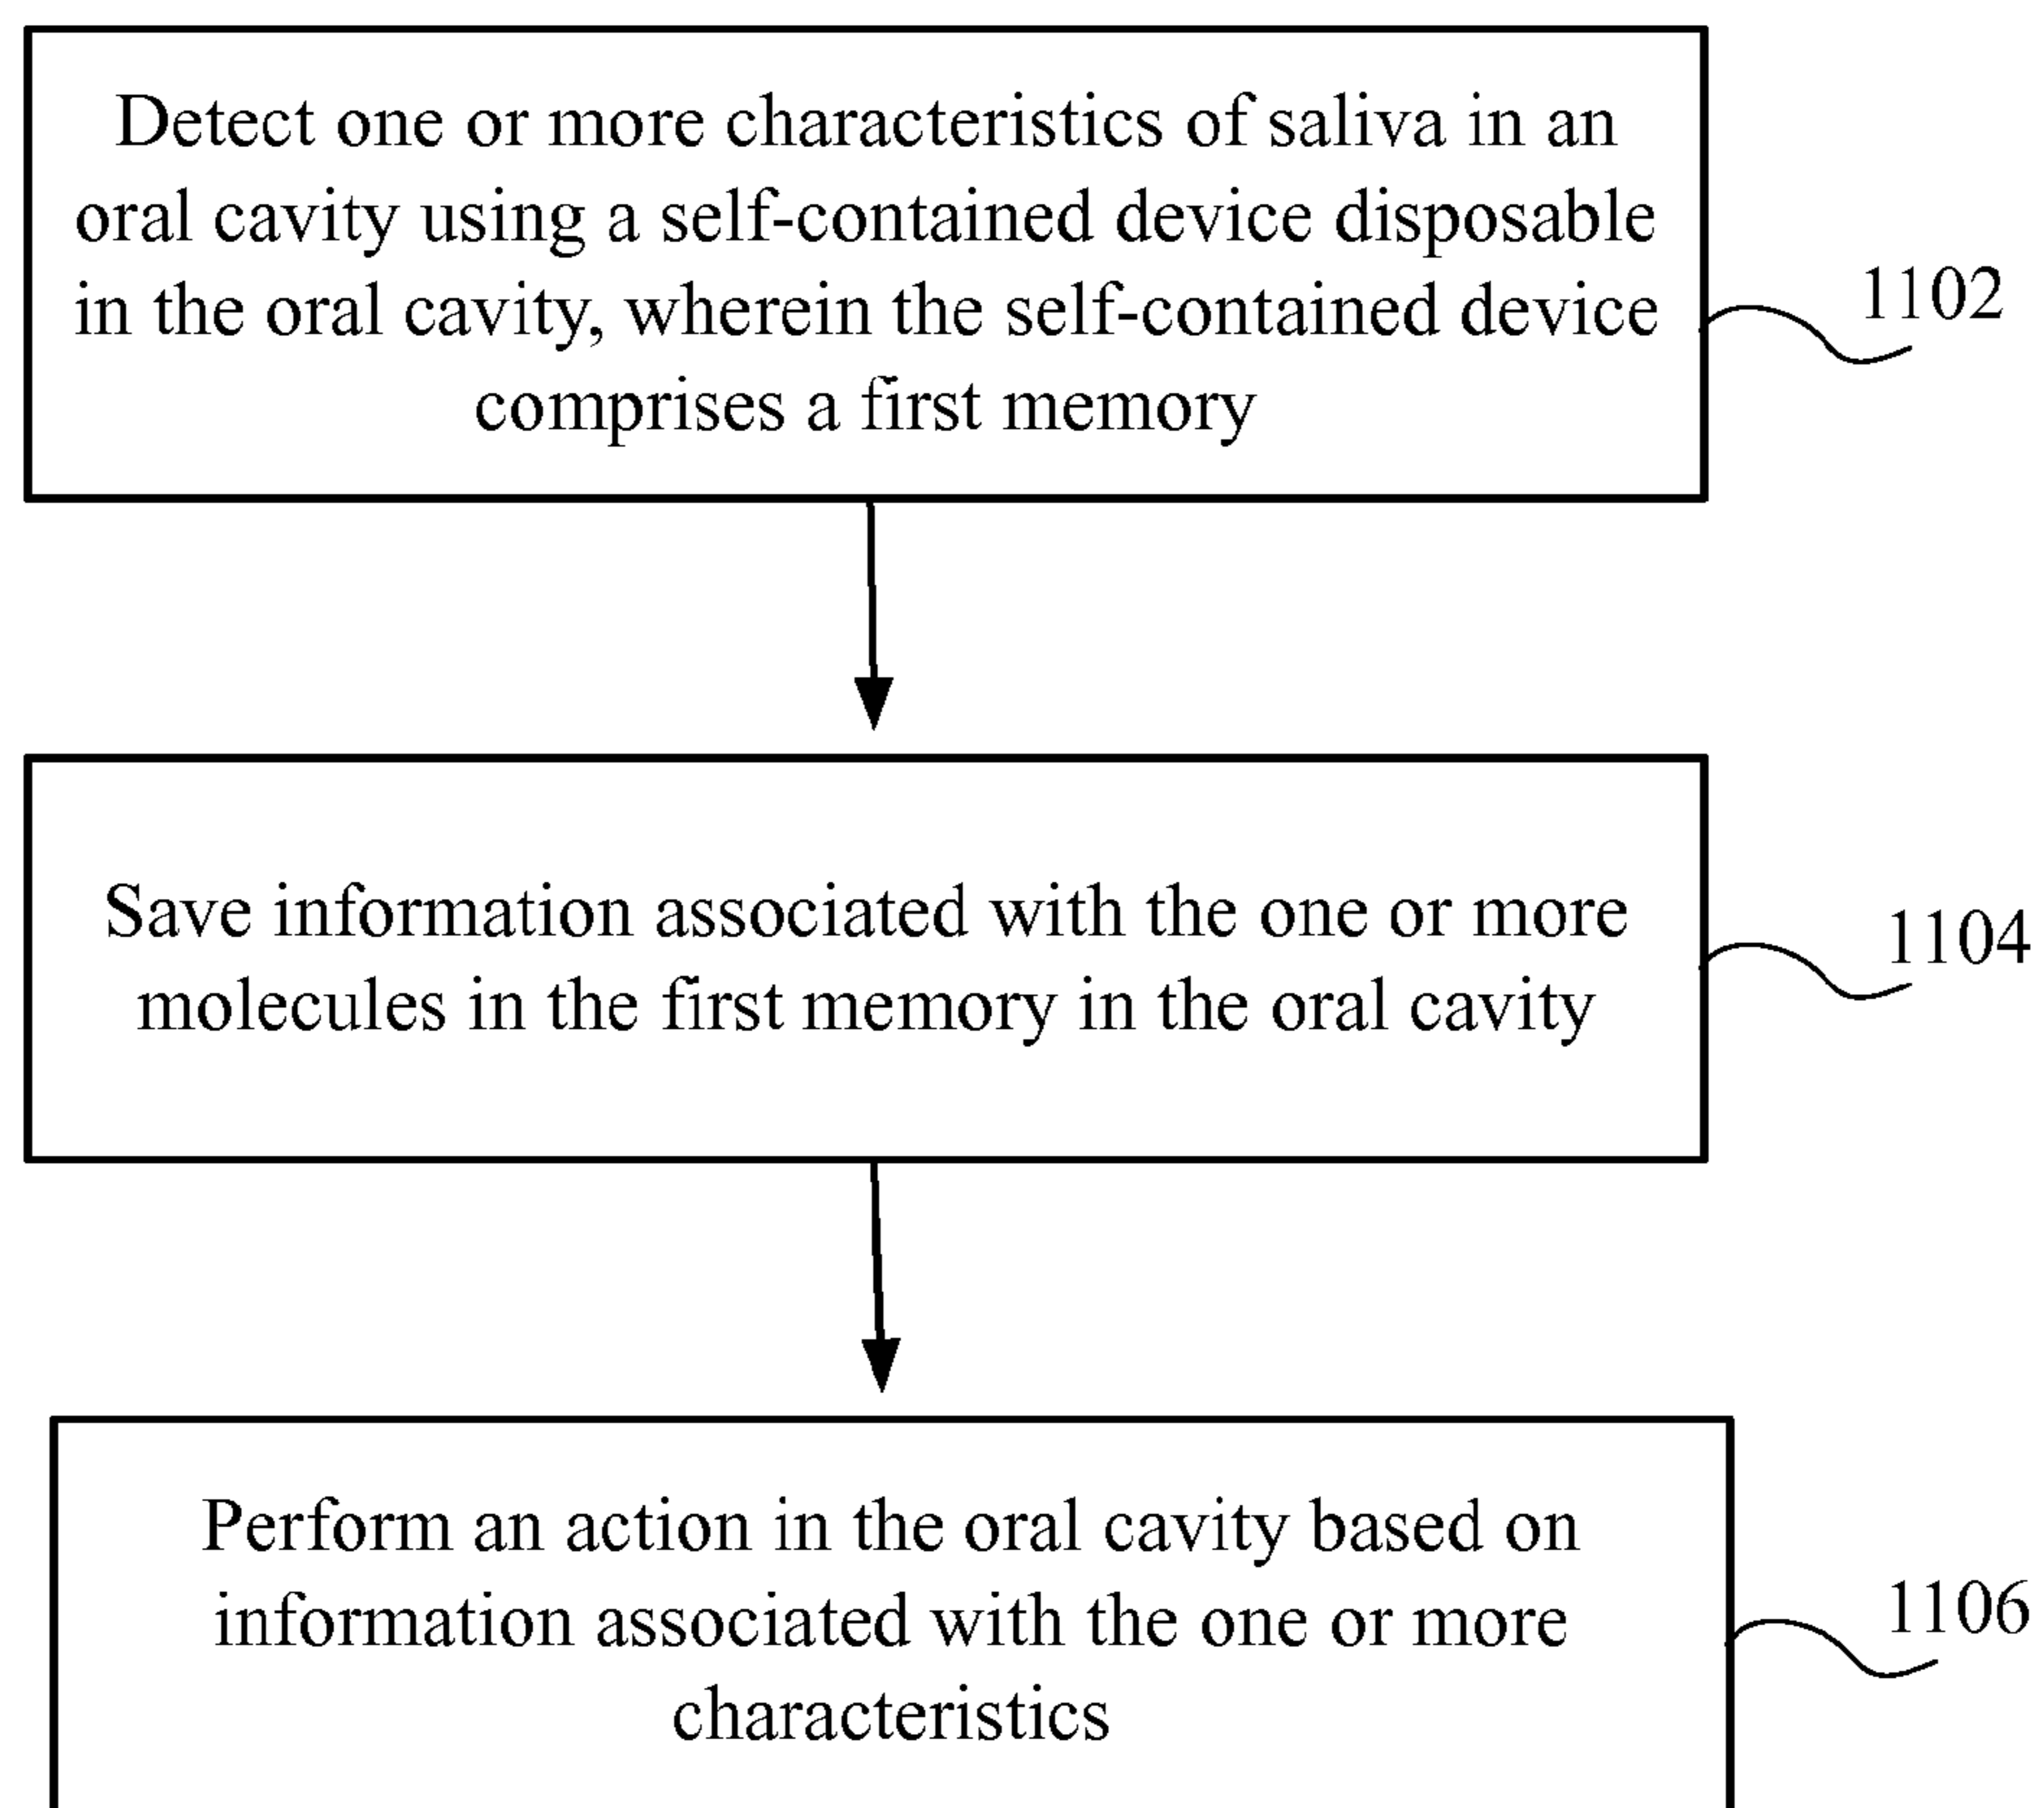 Detect one or more characteristics of saliva in an
oral cavity using a self-contained device disposable
in the oral cavity, wherein the self-contained device
comprises a first memory
1102
Save information associated with the one or more
molecules in the first memory in the oral cavity
1104
Perform an action in the oral cavity based on
information associated with the one or more
characteristics
1106